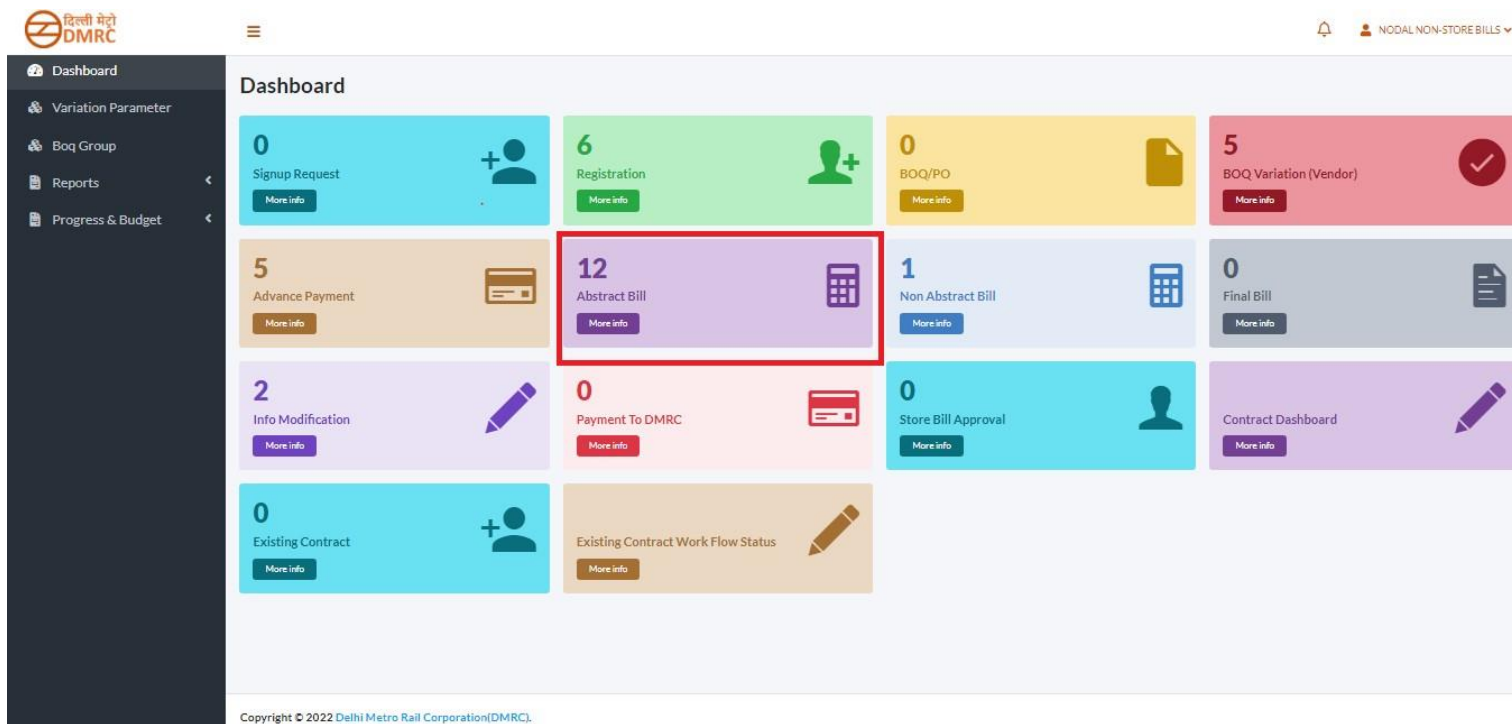 दिल्ली मेट्रो
DMRC
NODAL NON-STORE BILLS
Dashboard
Variation Parameter
Boq Group
Reports
Progress & Budget
Dashboard
0
Signup Request
More info
6
Registration
More info
0
BOQ/PO
More info
5
BOQ Variation (Vendor)
More info
5
Advance Payment
More info
12
Abstract Bill
More info
1
Non Abstract Bill
More info
0
Final Bill
More info
2
Info Modification
More info
0
Payment To DMRC
More info
0
Store Bill Approval
More info
Contract Dashboard
More info
0
Existing Contract
More info
Existing Contract Work Flow Status
More info
Copyright © 2022 Delhi Metro Rail Corporation(DMRC).